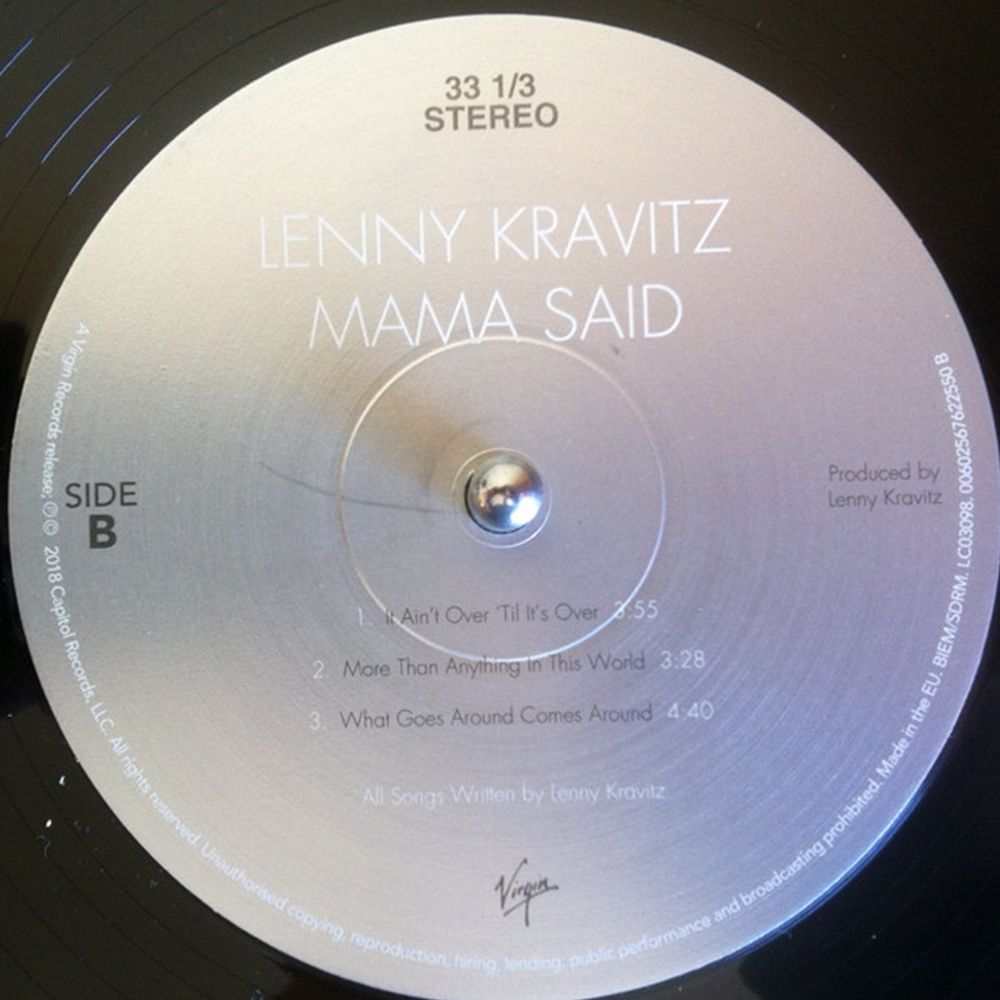 33 1/3
STEREO
LENNY KRAVITZ
MAMA SAID
SIDE
B
Produced by
Lenny Kravitz
1. It Ain't Over 'Til It's Over 3:55
2. More Than Anything In This World 3:28
3. What Goes Around Comes Around 4:40
All Songs Written by Lenny Kravitz
Virgin
A Virgin Records release; ℗ © 2018 Capitol Records, LLC. All rights reserved. Unauthorised copying, reproduction, hiring, lending, public performance and broadcasting prohibited. Made in the EU. BIEM/SDRM. LC03098. 00602567622550 B